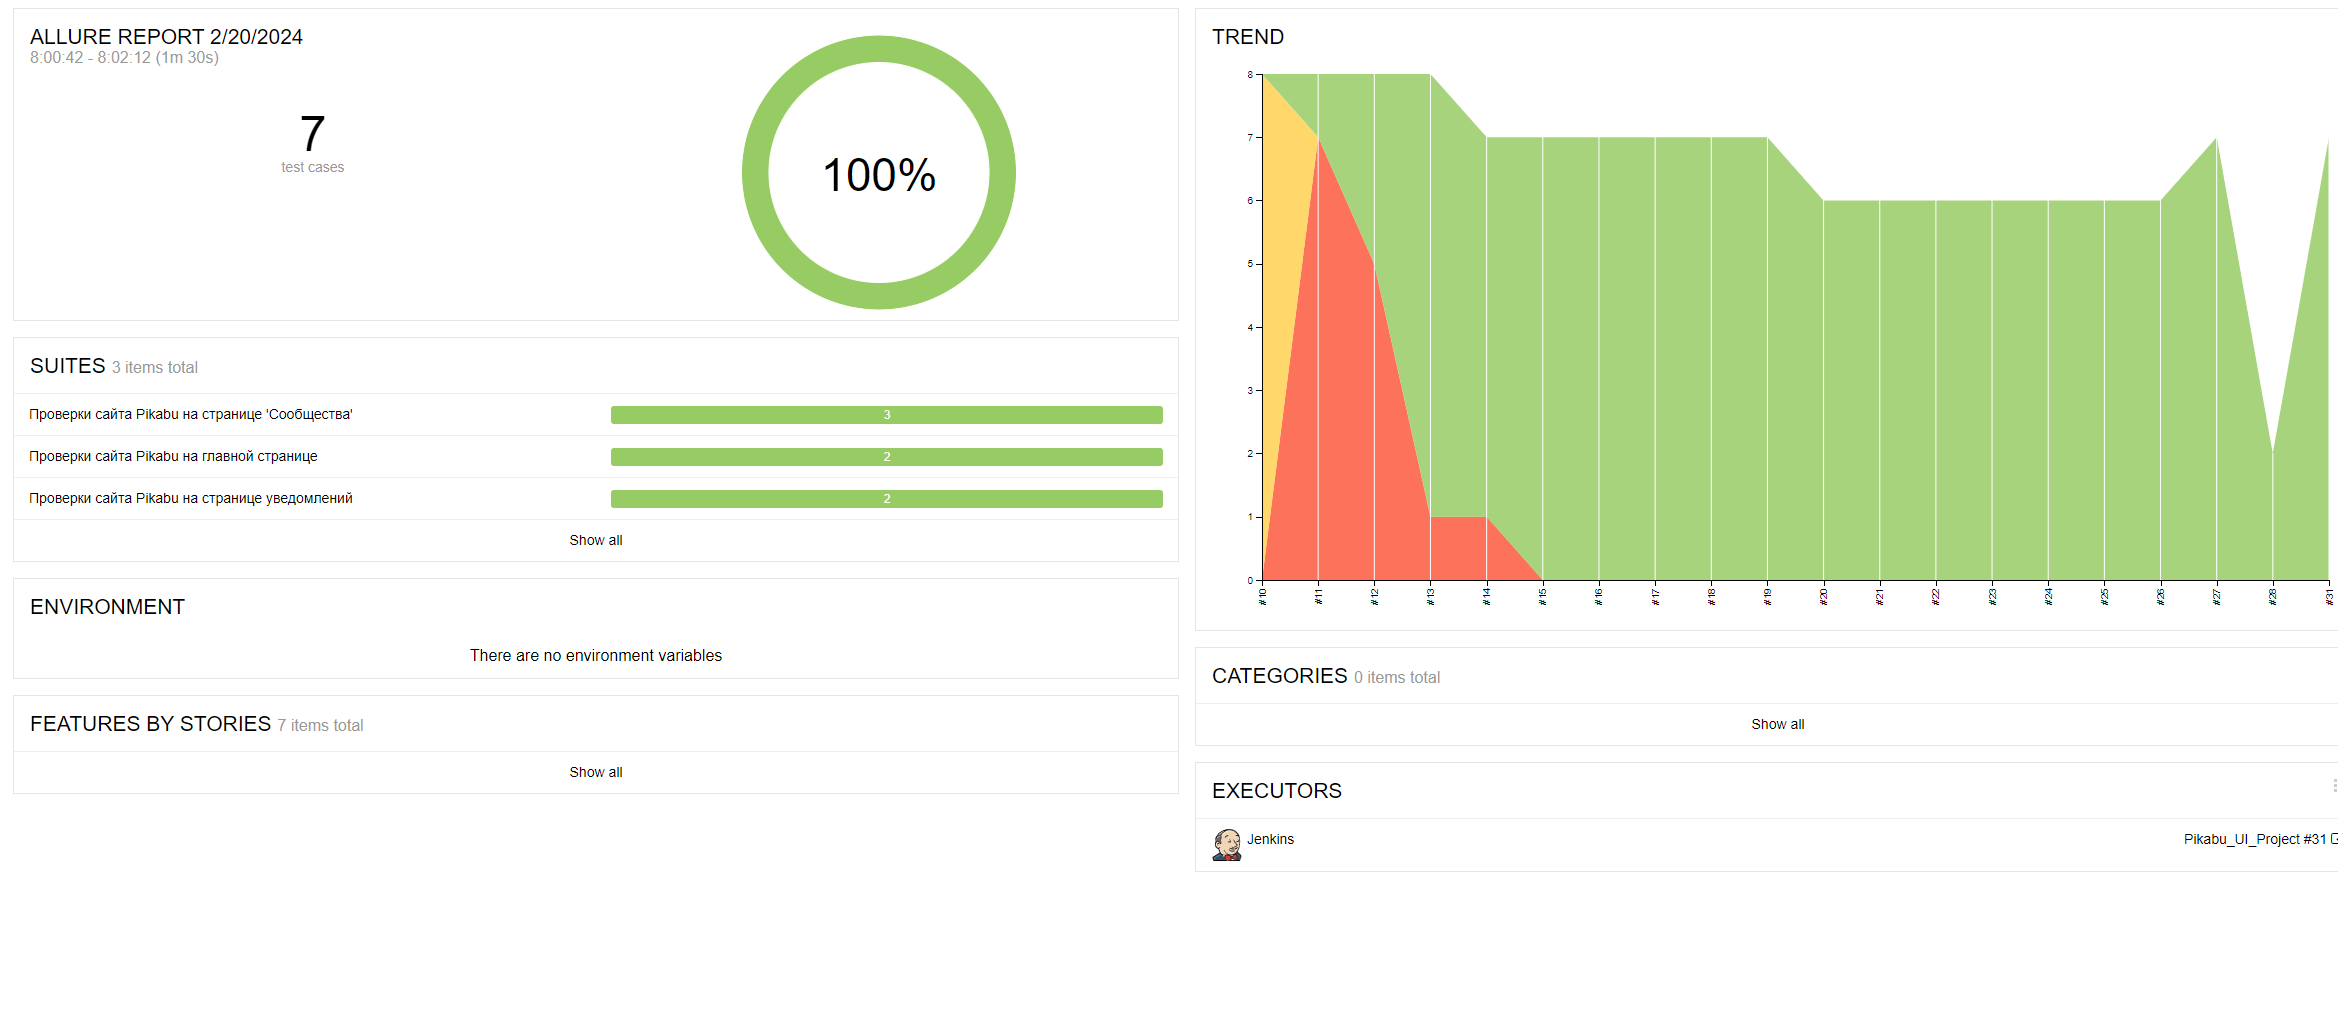 ALLURE REPORT 2/20/2024
8:00:42 - 8:02:12 (1m 30s)
7
test cases
100%
SUITES 3 items total
Проверки сайта Pikabu на странице 'Сообщества'
3
Проверки сайта Pikabu на главной странице
2
Проверки сайта Pikabu на странице уведомлений
2
Show all
ENVIRONMENT
There are no environment variables
FEATURES BY STORIES 7 items total
Show all
TREND
8
7
6
5
4
3
2
1
0
#10
#11
#12
#13
#14
#15
#16
#17
#18
#19
#20
#21
#22
#23
#24
#25
#26
#27
#28
#31
CATEGORIES 0 items total
Show all
EXECUTORS
Jenkins
Pikabu_UI_Project #31